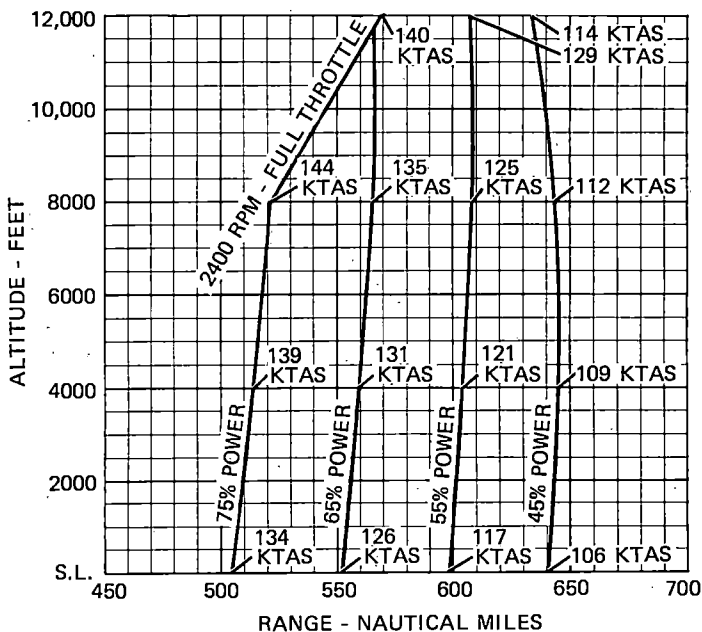 12,000
10,000
8000
6000
4000
2000
S.L.
ALTITUDE - FEET
2400 RPM - FULL THROTTLE
140
KTAS
114 KTAS
129 KTAS
144
KTAS
135
KTAS
125
KTAS
112 KTAS
139
KTAS
131
KTAS
121
KTAS
109 KTAS
75% POWER
65% POWER
55% POWER
45% POWER
134
KTAS
126
KTAS
117
KTAS
106 KTAS
450
500
550
600
650
700
RANGE - NAUTICAL MILES